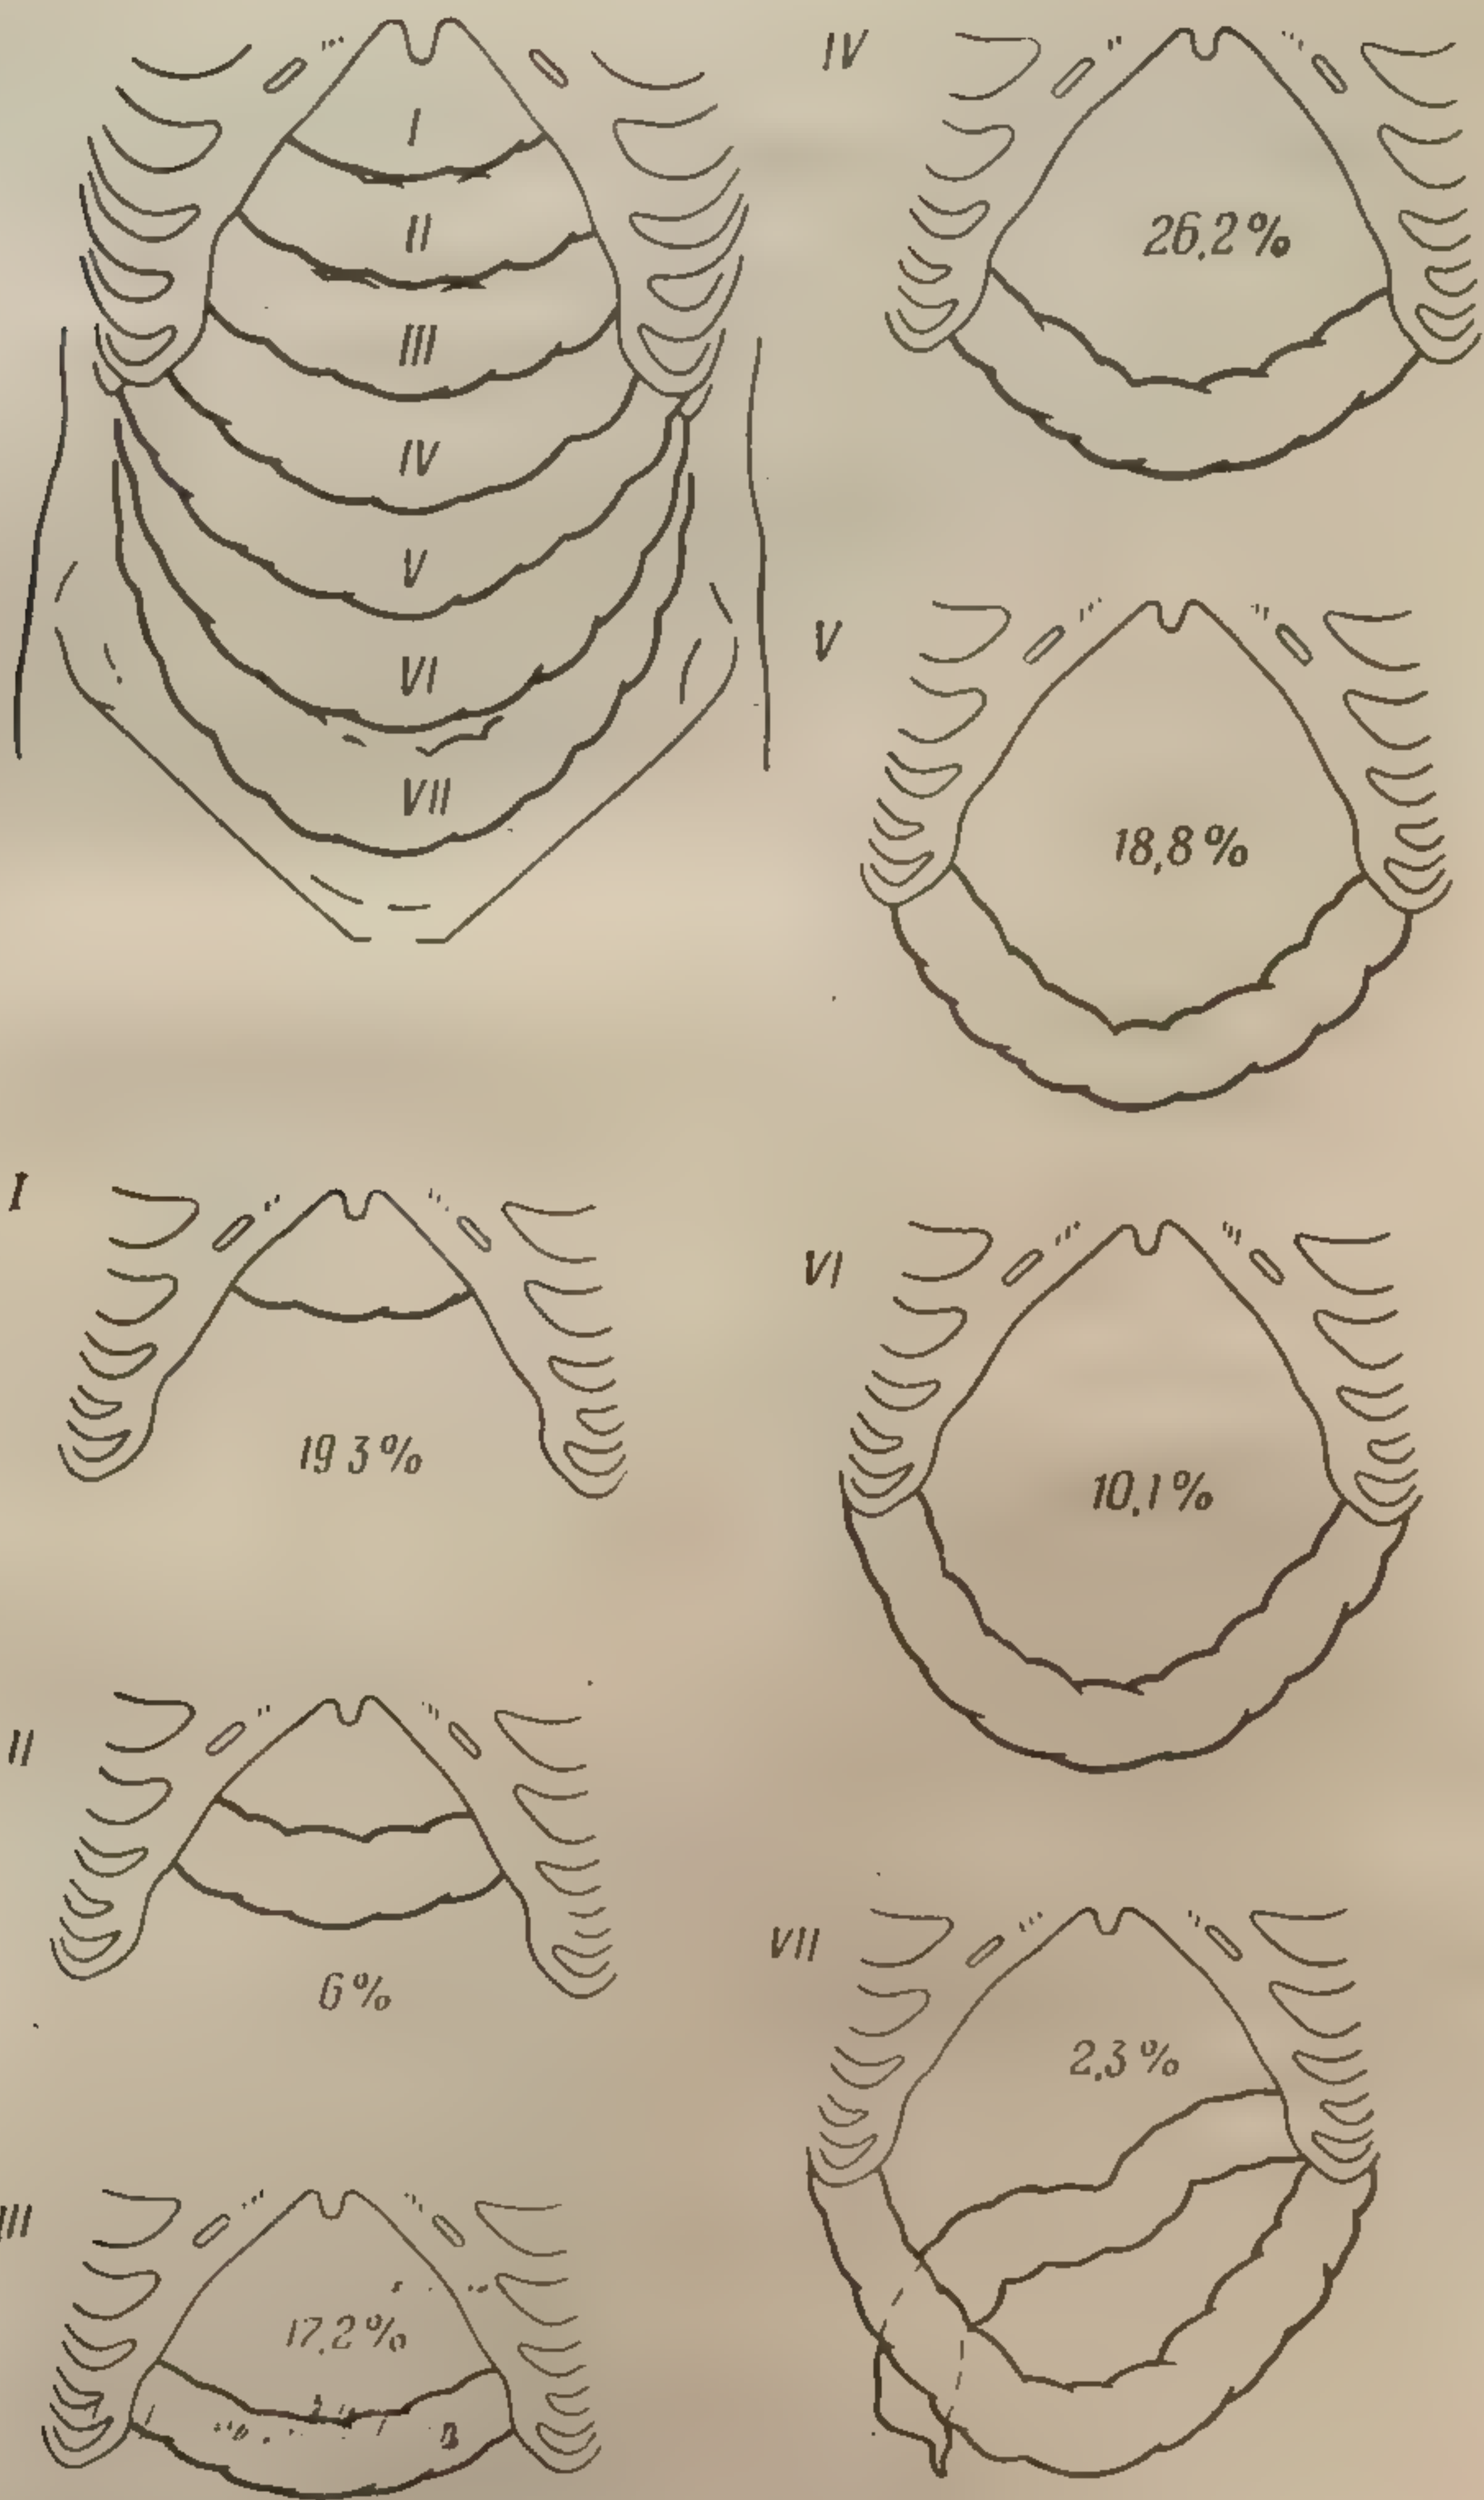 I
II
III
IV
V
VI
VII
I
19 3%
II
6%
III
17,2%
IV
26,2%
V
18,8%
VI
10,1%
VII
2,3%